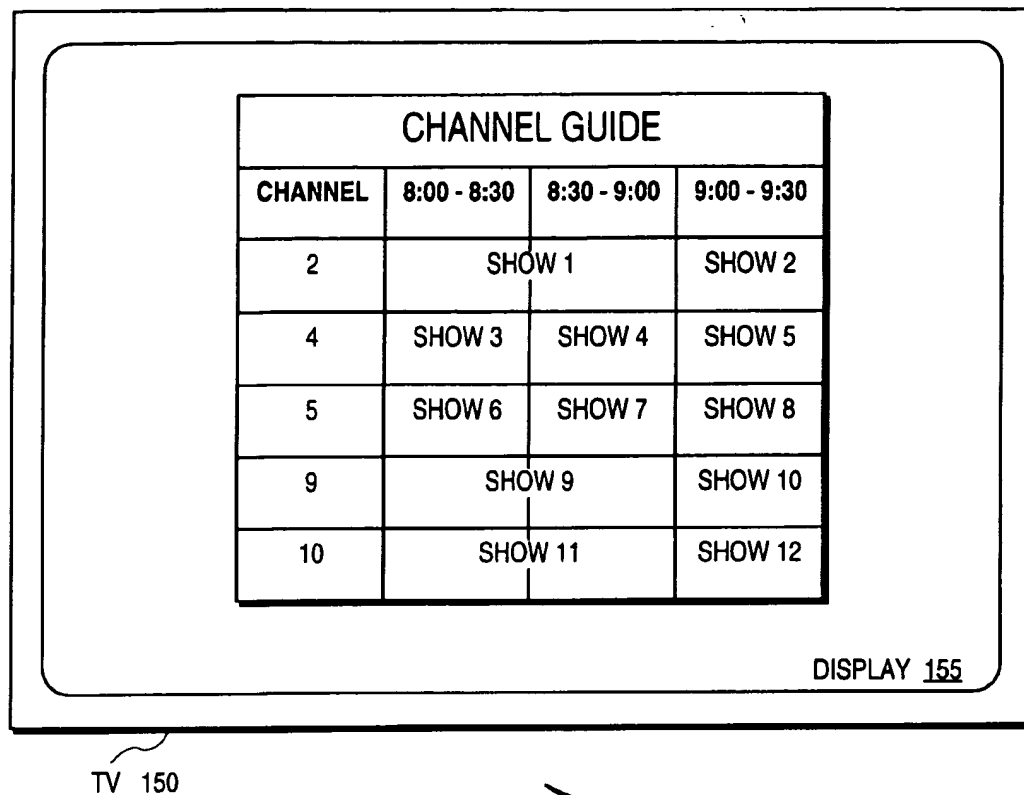 CHANNEL GUIDE
CHANNEL 8:00 - 8:30 8:30 - 9:00 9:00 - 9:30
2 SHOW 1 SHOW 2
4 SHOW 3 SHOW 4 SHOW 5
5 SHOW 6 SHOW 7 SHOW 8
9 SHOW 9 SHOW 10
10 SHOW 11 SHOW 12
DISPLAY 155
TV 150